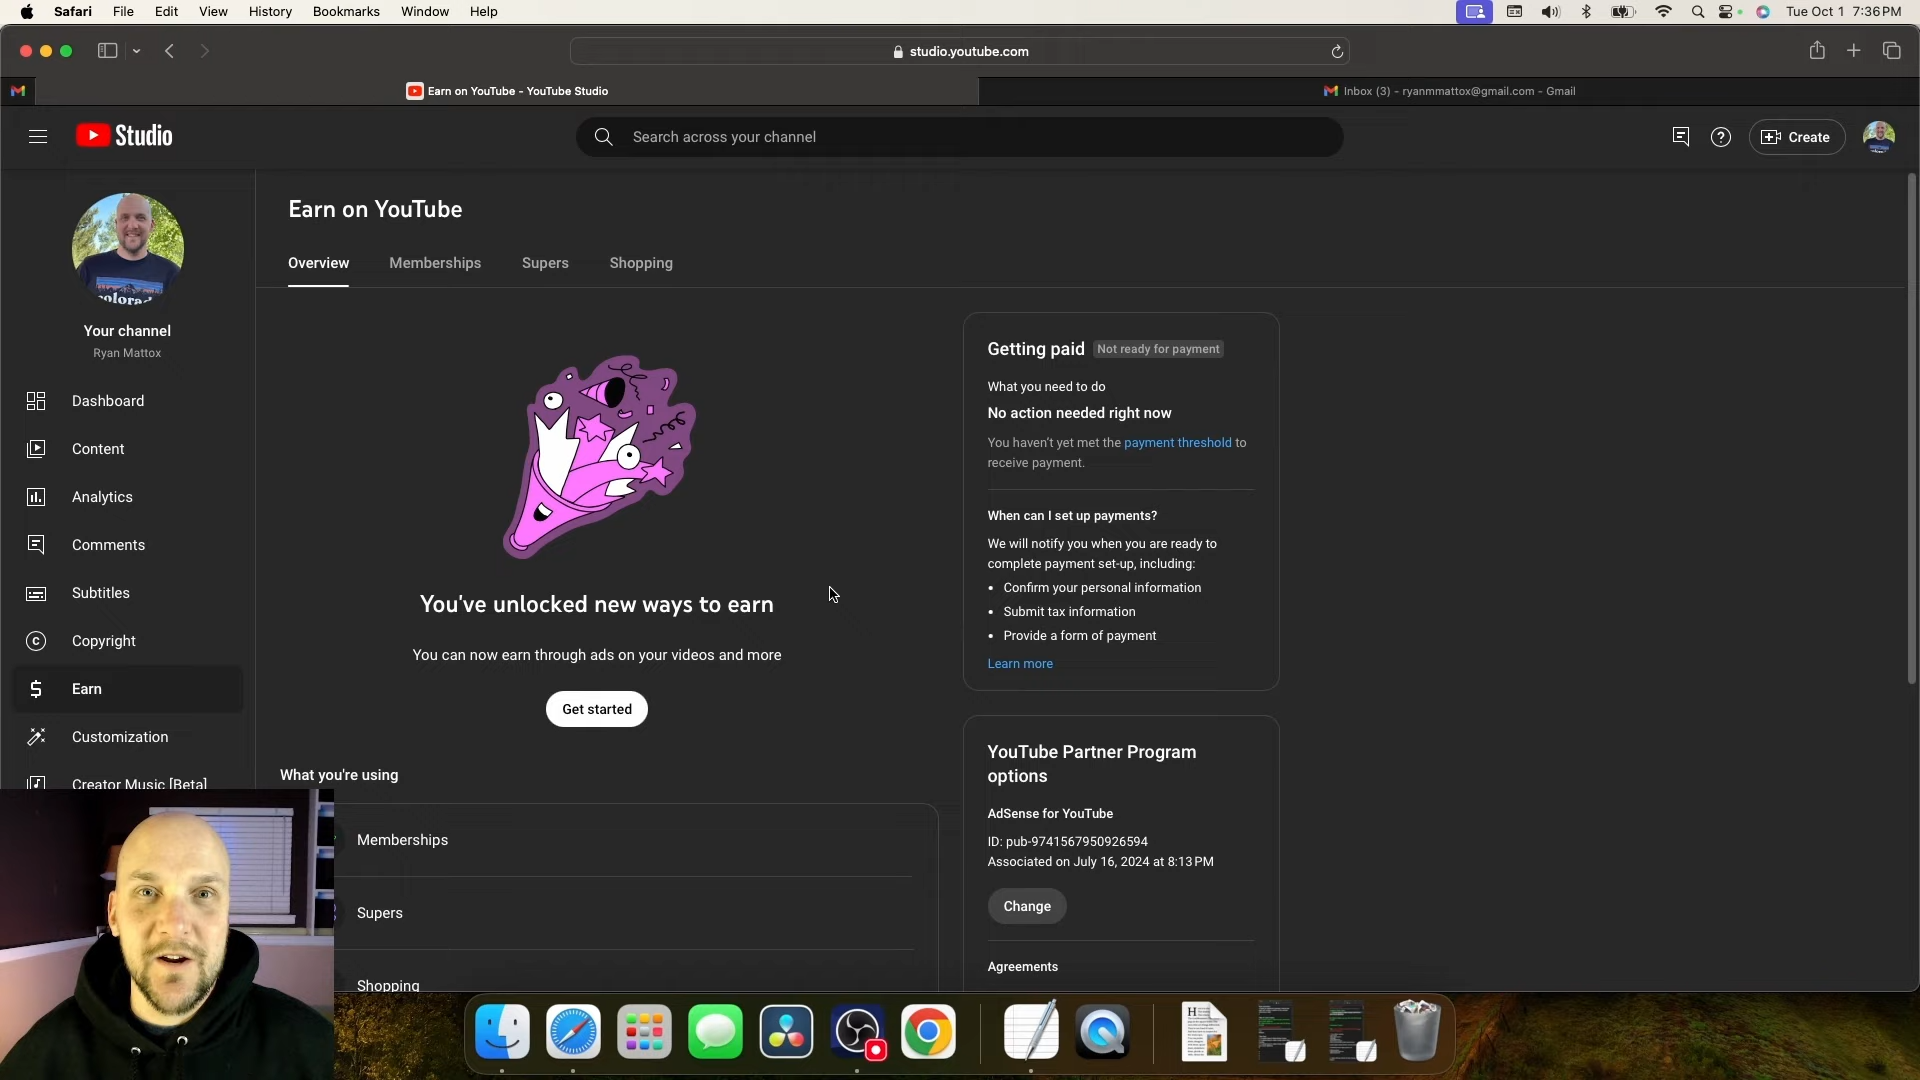 Safari File Edit View History Bookmarks Window Help
Tue Oct 1 7:36 PM
studio.youtube.com
Earn on YouTube - YouTube Studio
Inbox (3) - ryanmmattox@gmail.com - Gmail
Studio
Search across your channel
Create
Earn on YouTube
Overview Memberships Supers Shopping
Your channel
Ryan Mattox
Dashboard
Content
Analytics
Comments
Subtitles
Copyright
Earn
Customization
Creator Music [Beta]
You've unlocked new ways to earn
You can now earn through ads on your videos and more
Get started
What you're using
Memberships
Supers
Shopping
Getting paid Not ready for payment
What you need to do
No action needed right now
You haven't yet met the payment threshold to
receive payment.
When can I set up payments?
We will notify you when you are ready to
complete payment set-up, including:
• Confirm your personal information
• Submit tax information
• Provide a form of payment
Learn more
YouTube Partner Program
options
AdSense for YouTube
ID: pub-9741567950926594
Associated on July 16, 2024 at 8:13 PM
Change
Agreements